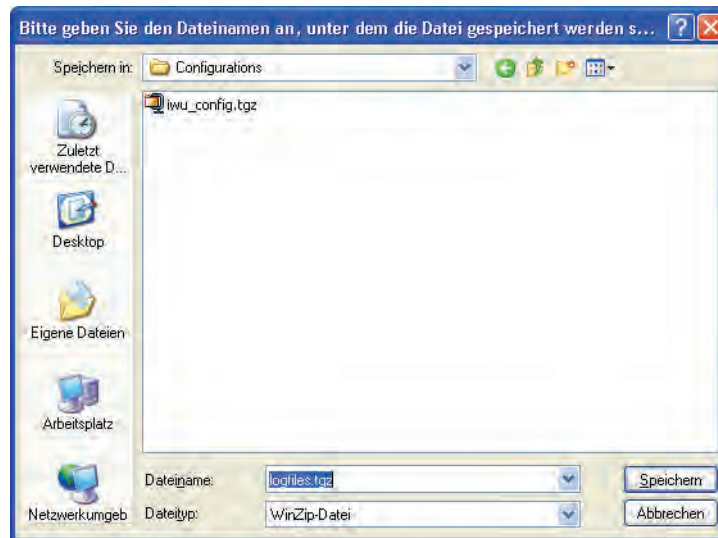 Bitte geben Sie den Dateinamen an, unter dem die Datei gespeichert werden s...
Speichern in:
Configurations
iwu_config.tgz
Zuletzt
verwendete D...
Desktop
Eigene Dateien
Arbeitsplatz
Netzwerkumgeb
Dateiname:
logfiles.tgz
Speichern
Dateityp:
WinZip-Datei
Abbrechen